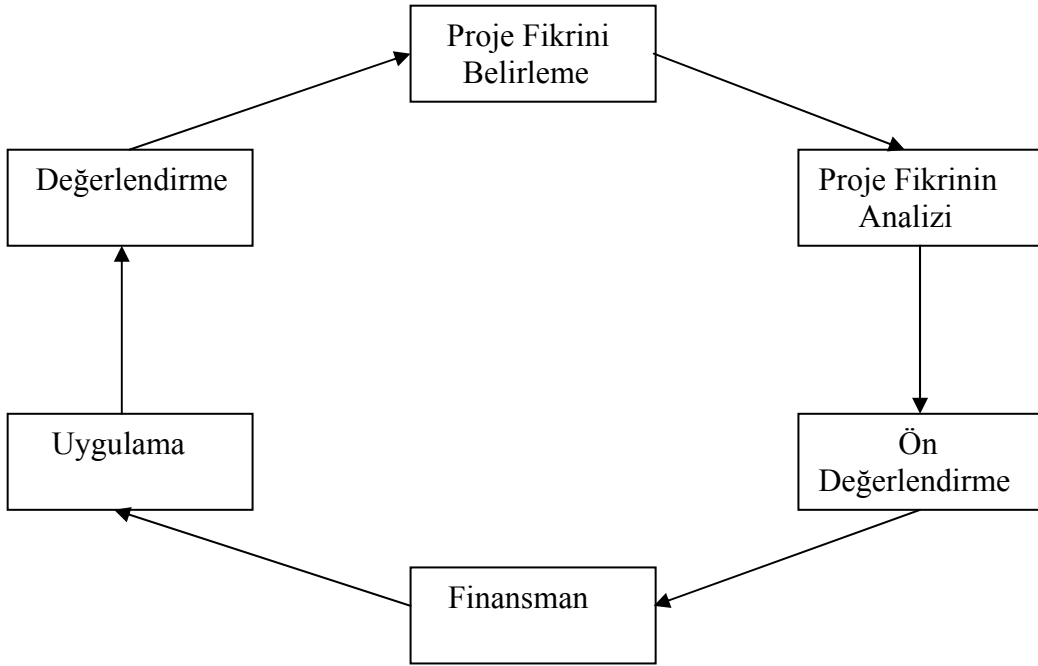 Proje Fikrini
Belirleme
Değerlendirme
Proje Fikrinin
Analizi
Uygulama
Ön
Değerlendirme
Finansman